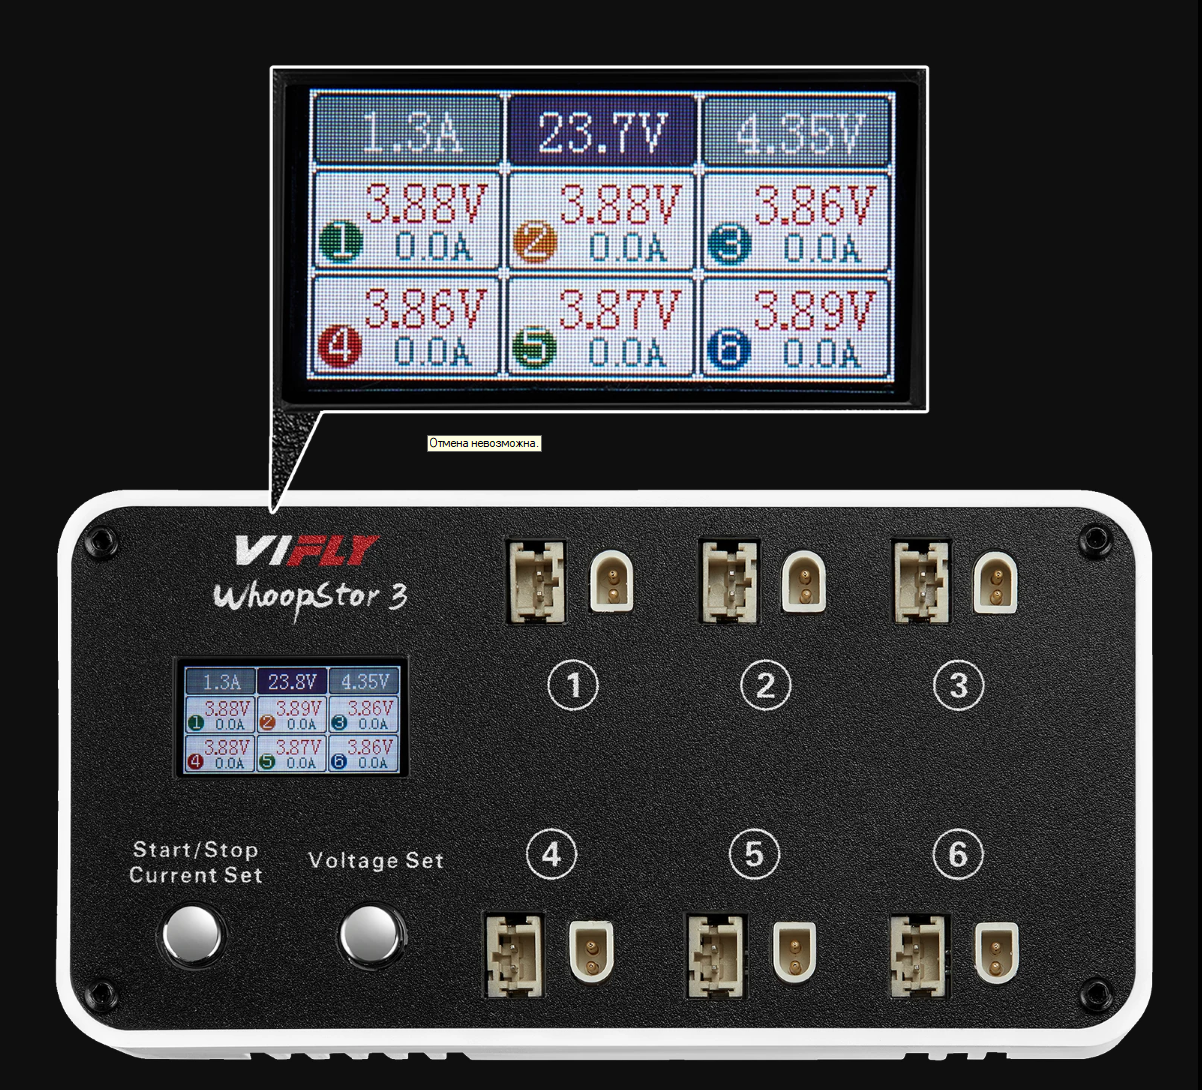 1.3A 23.7V 4.35V
3.88V 3.88V 3.86V
1 0.0A 2 0.0A 3 0.0A
3.86V 3.87V 3.89V
4 0.0A 5 0.0A 6 0.0A
Отмена невозможна.
VIFLY
WhoopStor 3
1.3A 23.8V 4.35V
3.88V 3.89V 3.86V
1 0.0A 2 0.0A 3 0.0A
3.88V 3.87V 3.86V
4 0.0A 5 0.0A 6 0.0A
1 2 3
Start/Stop
Current Set
Voltage Set
4 5 6